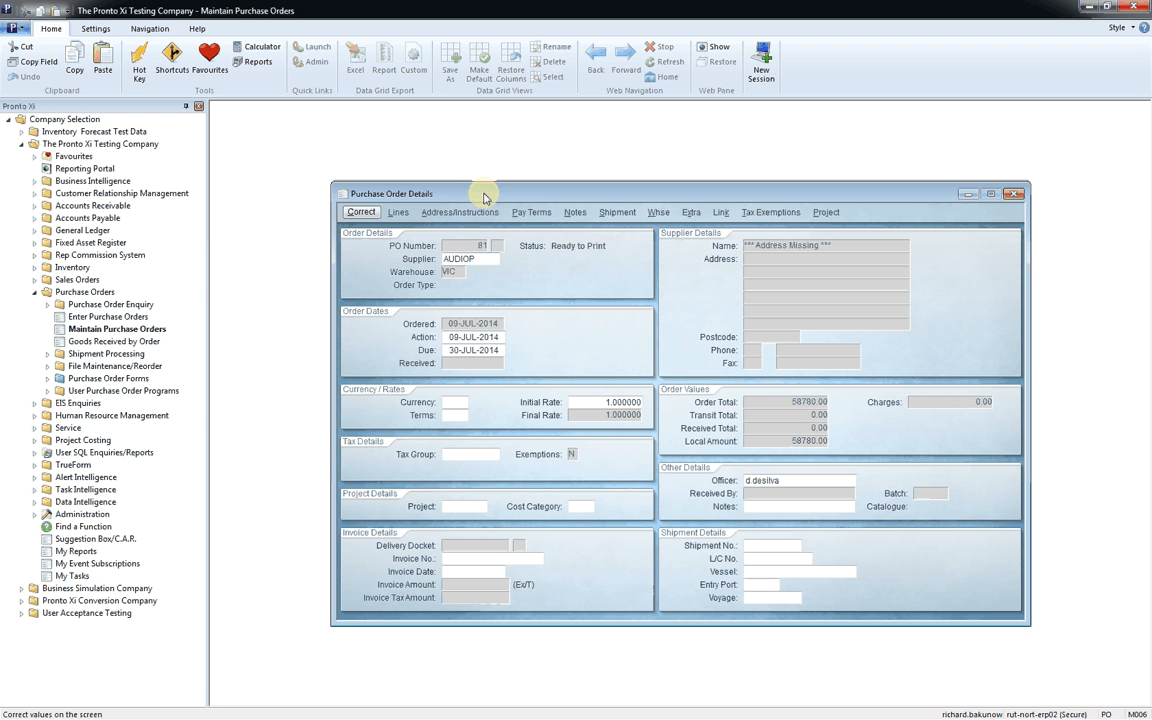 The Pronto Xi Testing Company - Maintain Purchase Orders
Home Settings Navigation Help Style
Cut
Copy Field
Undo
Copy
Paste
Clipboard
Hot Key
Shortcuts
Favourites
Calculator
Reports
Tools
Launch
Admin
Quick Links
Excel
Report
Custom
Data Grid Export
Save As
Make Default
Restore Columns
Rename
Delete
Select
Data Grid Views
Back
Forward
Stop
Refresh
Home
Web Navigation
Show
Restore
Web Pane
New Session
Pronto Xi
Company Selection
Inventory Forecast Test Data
The Pronto Xi Testing Company
Favourites
Reporting Portal
Business Intelligence
Customer Relationship Management
Accounts Receivable
Accounts Payable
General Ledger
Fixed Asset Register
Rep Commission System
Inventory
Sales Orders
Purchase Orders
Purchase Order Enquiry
Enter Purchase Orders
Maintain Purchase Orders
Goods Received by Order
Shipment Processing
File Maintenance/Reorder
Purchase Order Forms
User Purchase Order Programs
EIS Enquiries
Human Resource Management
Service
Project Costing
User SQL Enquiries/Reports
TrueForm
Alert Intelligence
Task Intelligence
Data Intelligence
Administration
Find a Function
Suggestion Box/C.A.R.
My Reports
My Event Subscriptions
My Tasks
Business Simulation Company
Pronto Xi Conversion Company
User Acceptance Testing
Purchase Order Details
Correct Lines Address/Instructions Pay Terms Notes Shipment Whse Extra Link Tax Exemptions Project
Order Details
PO Number: 81 Status: Ready to Print
Supplier: AUDIOP
Warehouse: VIC
Order Type:
Order Dates
Ordered: 09-JUL-2014
Action: 09-JUL-2014
Due: 30-JUL-2014
Received:
Currency / Rates
Currency: Initial Rate: 1.000000
Terms: Final Rate: 1.000000
Tax Details
Tax Group: Exemptions: N
Project Details
Project: Cost Category:
Invoice Details
Delivery Docket:
Invoice No.:
Invoice Date:
Invoice Amount: (Ex/T)
Invoice Tax Amount:
Supplier Details
Name: *** Address Missing ***
Address:
Postcode:
Phone:
Fax:
Order Values
Order Total: 58780.00 Charges: 0.00
Transit Total: 0.00
Received Total: 0.00
Local Amount: 58780.00
Other Details
Officer: d.desilva
Received By: Batch:
Notes: Catalogue:
Shipment Details
Shipment No.:
L/C No.:
Vessel:
Entry Port:
Voyage:
Correct values on the screen
richard.bakunow rut-nort-erp02 (Secure) PO M006